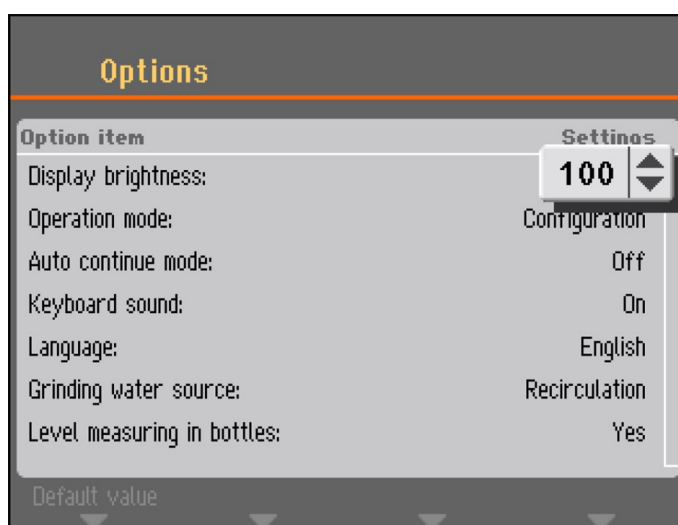 Options
Option item Settings
Display brightness: 100
Operation mode: Configuration
Auto continue mode: Off
Keyboard sound: On
Language: English
Grinding water source: Recirculation
Level measuring in bottles: Yes
Default value